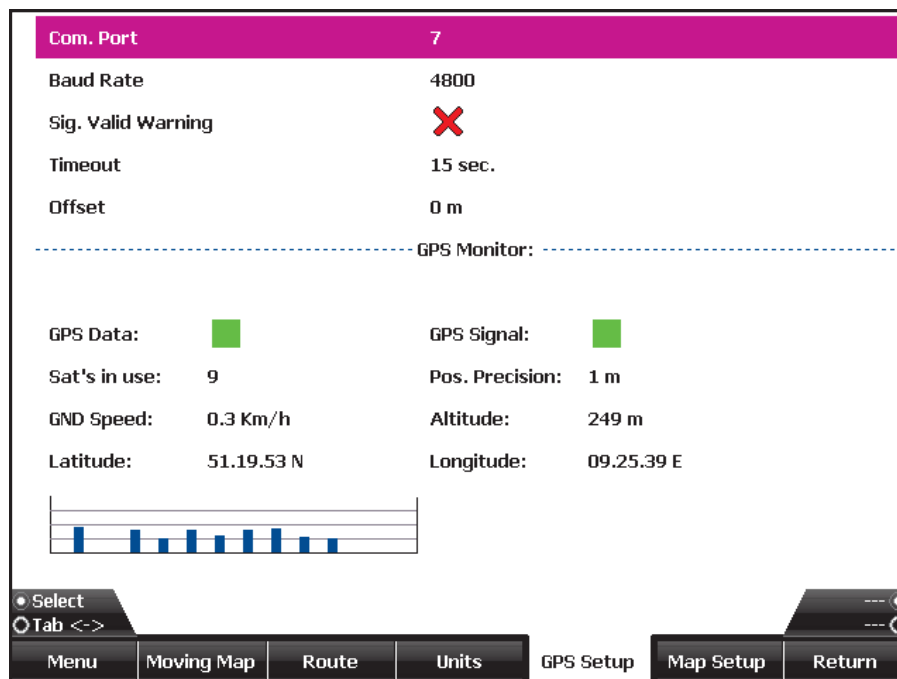 Com. Port 7
Baud Rate 4800
Sig. Valid Warning
Timeout 15 sec.
Offset 0 m
GPS Monitor:
GPS Data: GPS Signal:
Sat's in use: 9 Pos. Precision: 1 m
GND Speed: 0.3 Km/h Altitude: 249 m
Latitude: 51.19.53 N Longitude: 09.25.39 E
Select ---
Tab <-> ---
Menu Moving Map Route Units GPS Setup Map Setup Return